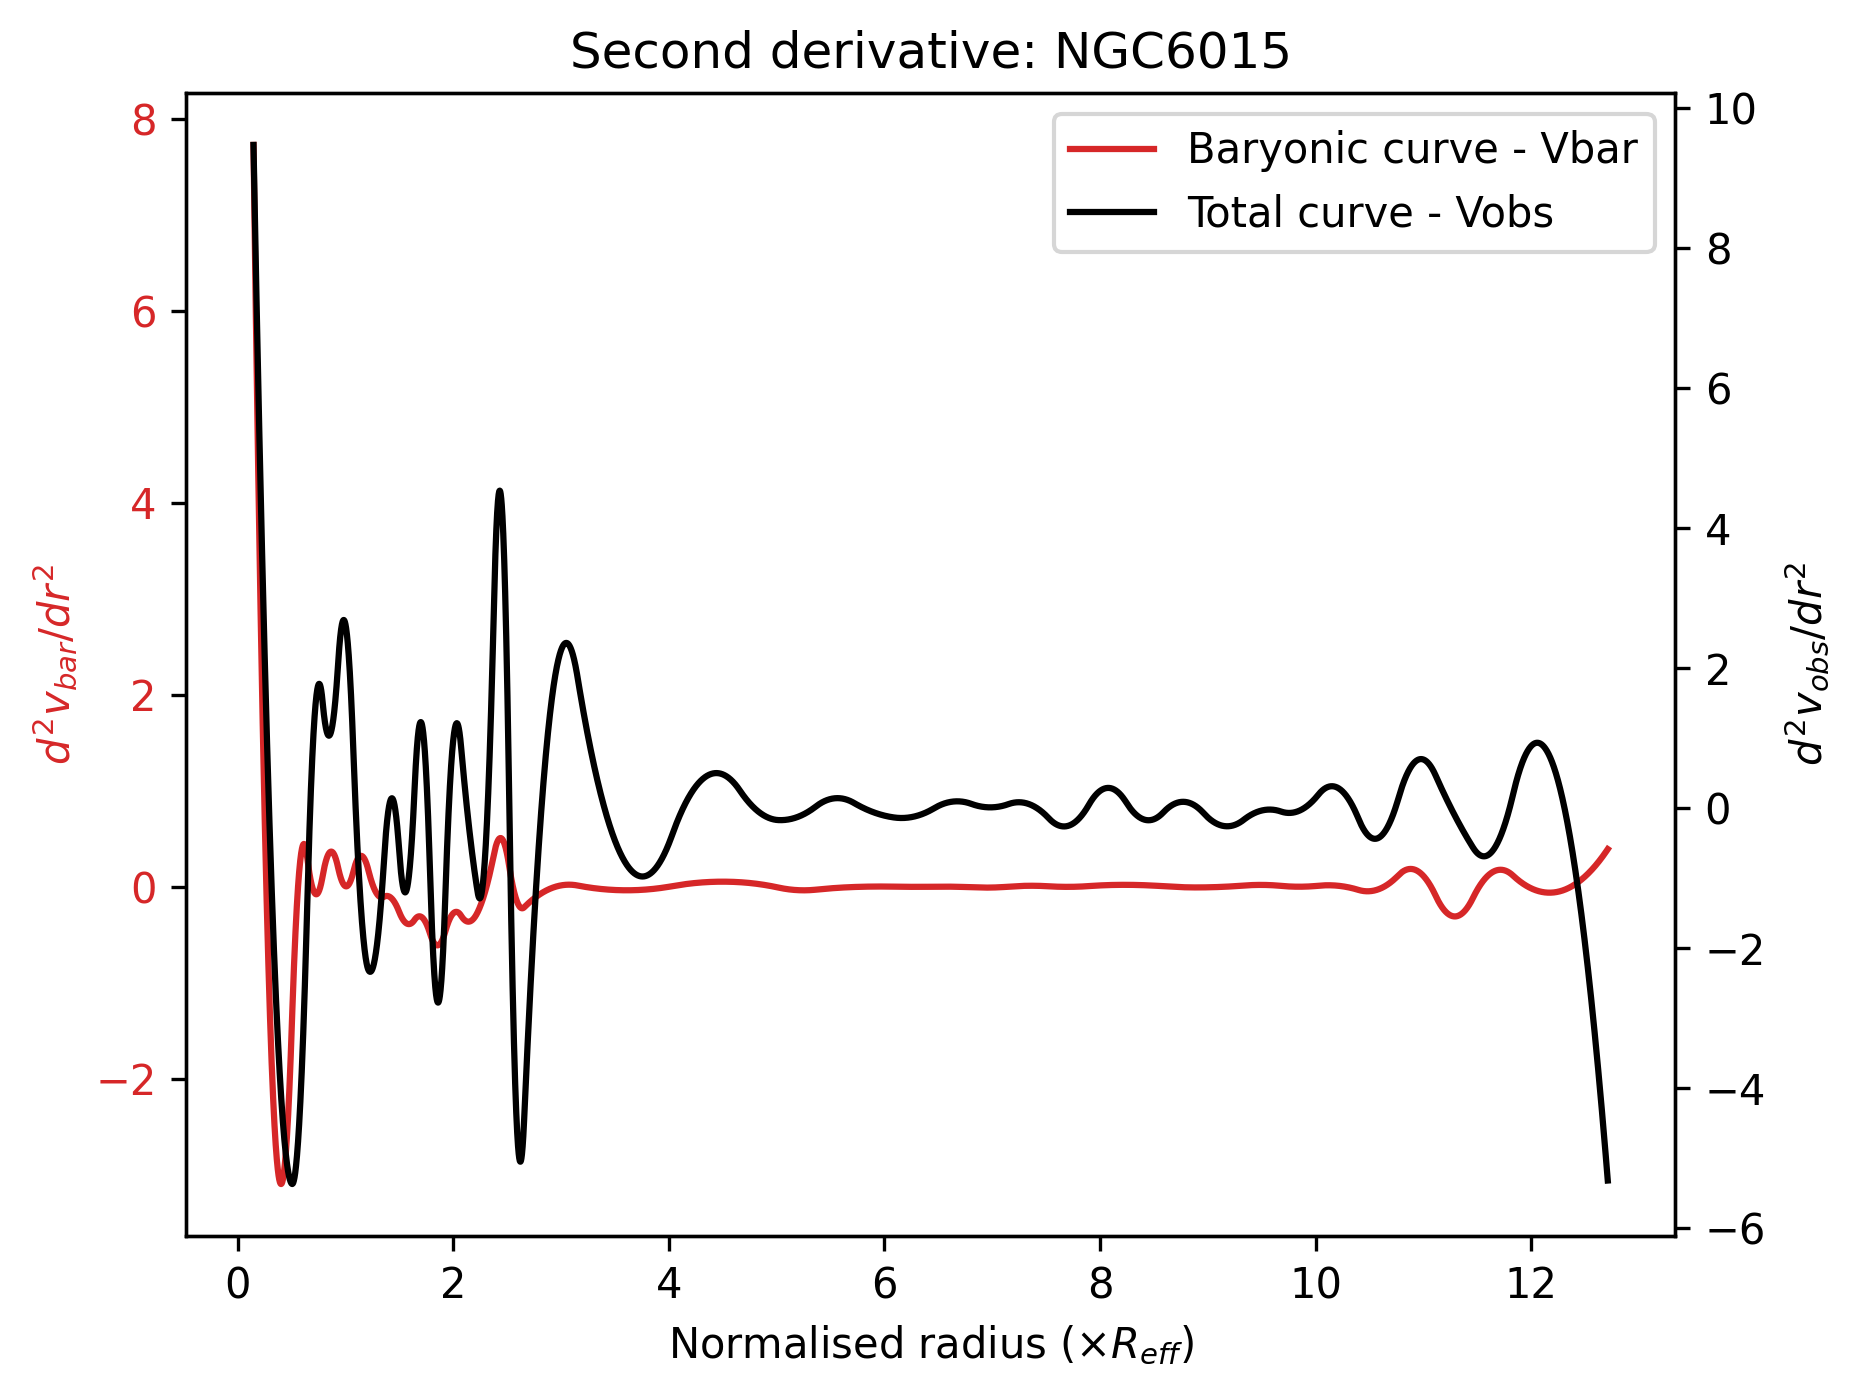 Second derivative: NGC6015
Baryonic curve - Vbar
Total curve - Vobs
8
6
4
2
0
−2
d²v_bar/dr²
10
8
6
4
2
0
−2
−4
−6
d²v_obs/dr²
0 2 4 6 8 10 12
Normalised radius (×R_eff)